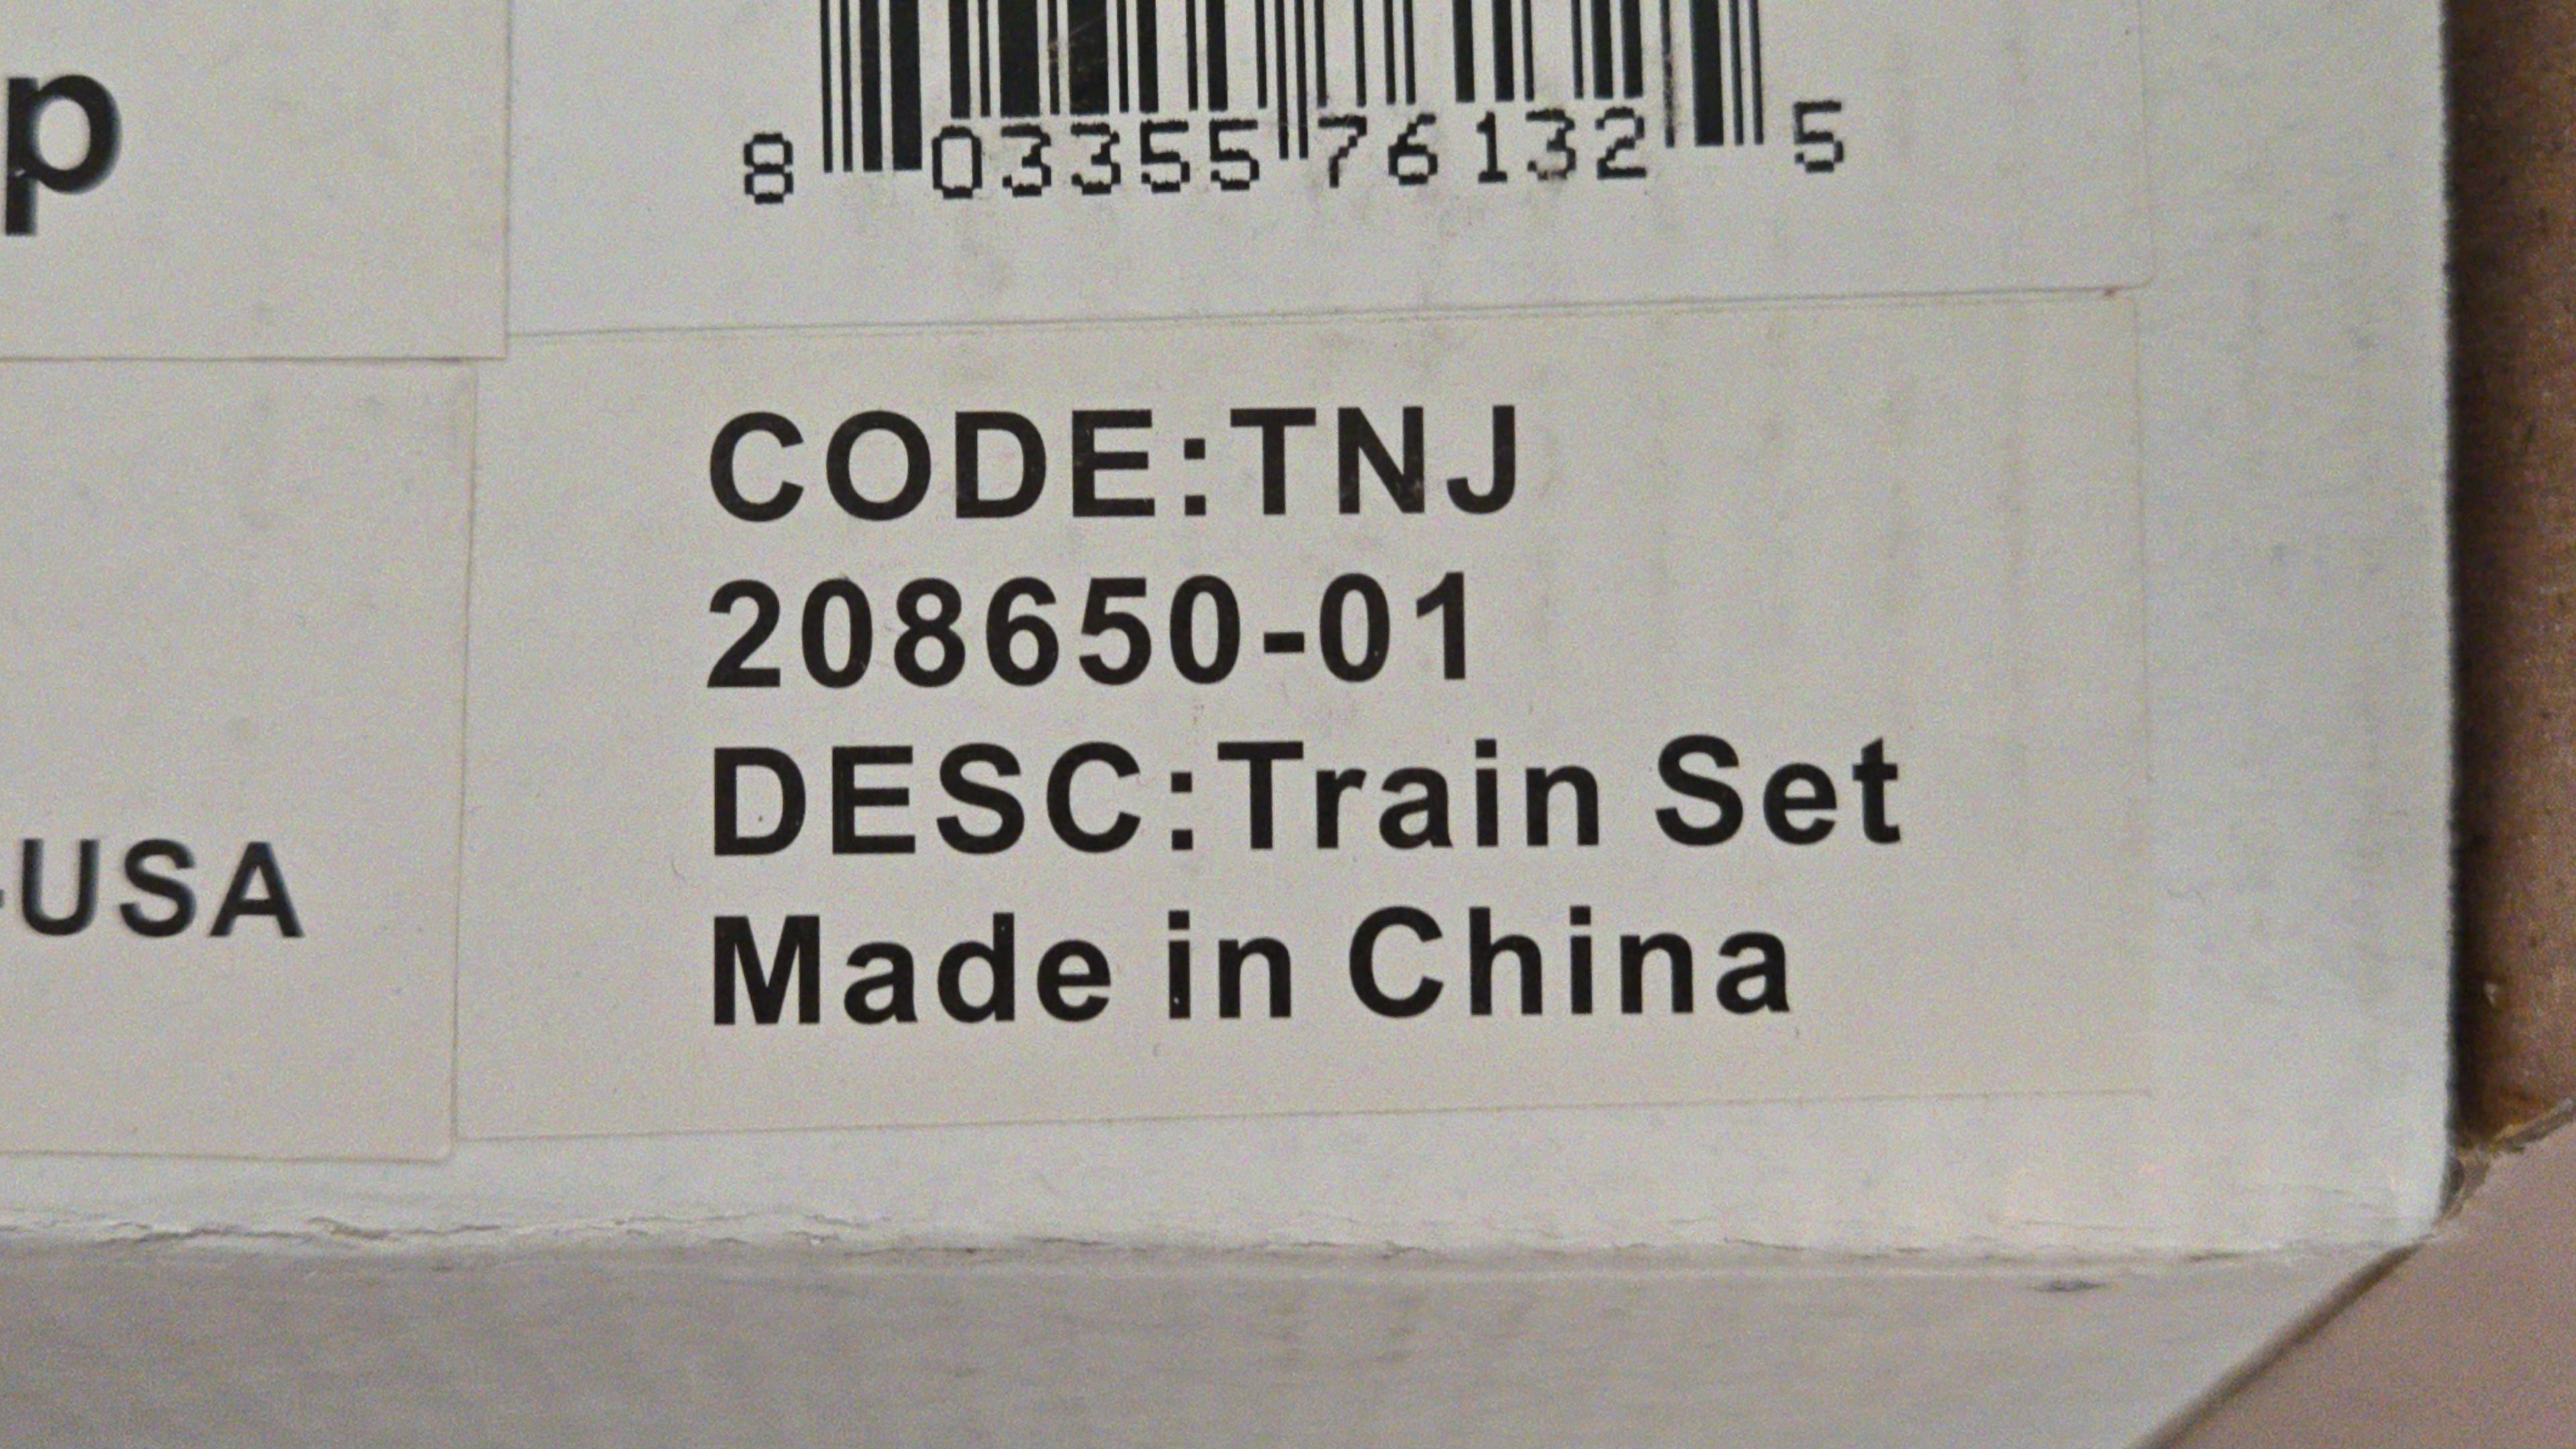 p
8 03355 76132 5
CODE:TNJ
208650-01
DESC:Train Set
-USA
Made in China